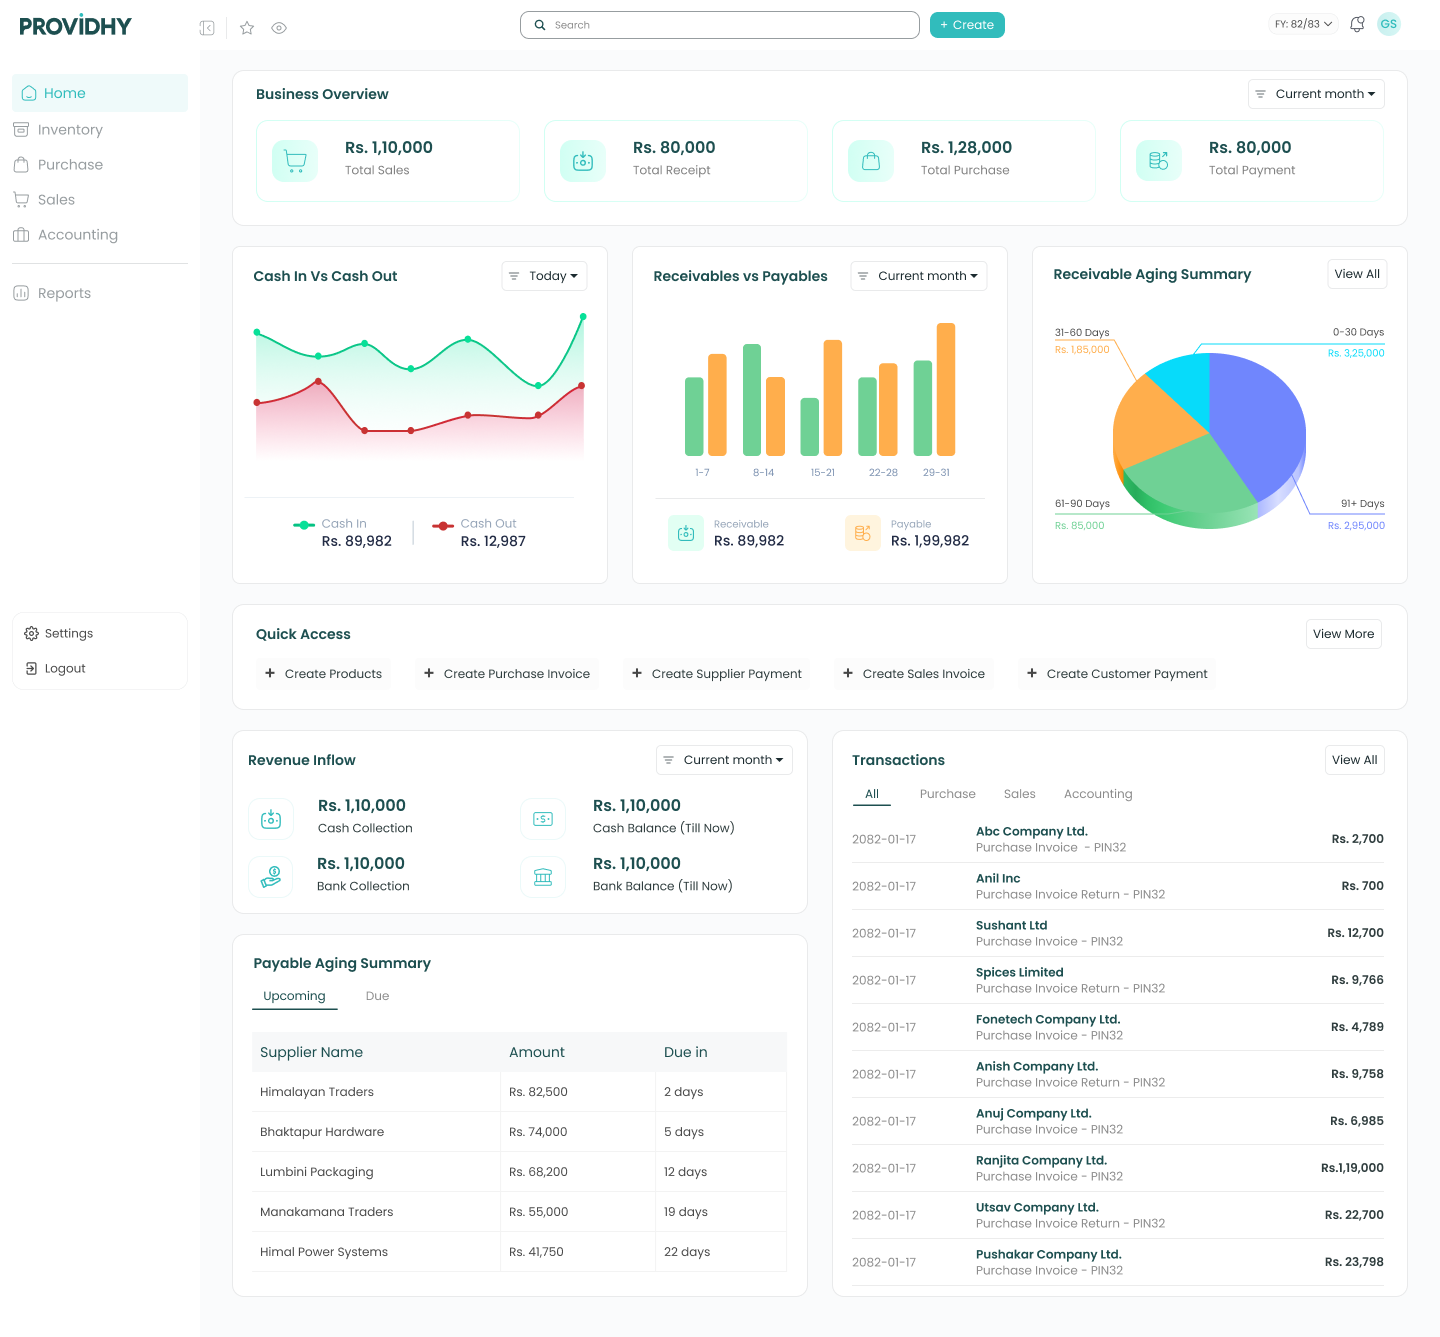 PROVIDHY
Search
+ Create
FY: 82/83
GS
Home
Inventory
Purchase
Sales
Accounting
Reports
Settings
Logout
Business Overview
Current month
Rs. 1,10,000
Total Sales
Rs. 80,000
Total Receipt
Rs. 1,28,000
Total Purchase
Rs. 80,000
Total Payment
Cash In Vs Cash Out
Today
Cash In
Rs. 89,982
Cash Out
Rs. 12,987
Receivables vs Payables
Current month
1-7 8-14 15-21 22-28 29-31
Receivable
Rs. 89,982
Payable
Rs. 1,99,982
Receivable Aging Summary
View All
31-60 Days
Rs. 1,85,000
0-30 Days
Rs. 3,25,000
61-90 Days
Rs. 85,000
91+ Days
Rs. 2,95,000
Quick Access
View More
+ Create Products
+ Create Purchase Invoice
+ Create Supplier Payment
+ Create Sales Invoice
+ Create Customer Payment
Revenue Inflow
Current month
Rs. 1,10,000
Cash Collection
Rs. 1,10,000
Cash Balance (Till Now)
Rs. 1,10,000
Bank Collection
Rs. 1,10,000
Bank Balance (Till Now)
Payable Aging Summary
Upcoming Due
Supplier Name Amount Due in
Himalayan Traders Rs. 82,500 2 days
Bhaktapur Hardware Rs. 74,000 5 days
Lumbini Packaging Rs. 68,200 12 days
Manakamana Traders Rs. 55,000 19 days
Himal Power Systems Rs. 41,750 22 days
Transactions
View All
All Purchase Sales Accounting
2082-01-17
Abc Company Ltd.
Purchase Invoice  - PIN32
Rs. 2,700
2082-01-17
Anil Inc
Purchase Invoice Return - PIN32
Rs. 700
2082-01-17
Sushant Ltd
Purchase Invoice - PIN32
Rs. 12,700
2082-01-17
Spices Limited
Purchase Invoice Return - PIN32
Rs. 9,766
2082-01-17
Fonetech Company Ltd.
Purchase Invoice - PIN32
Rs. 4,789
2082-01-17
Anish Company Ltd.
Purchase Invoice Return - PIN32
Rs. 9,758
2082-01-17
Anuj Company Ltd.
Purchase Invoice - PIN32
Rs. 6,985
2082-01-17
Ranjita Company Ltd.
Purchase Invoice - PIN32
Rs.1,19,000
2082-01-17
Utsav Company Ltd.
Purchase Invoice Return - PIN32
Rs. 22,700
2082-01-17
Pushakar Company Ltd.
Purchase Invoice - PIN32
Rs. 23,798